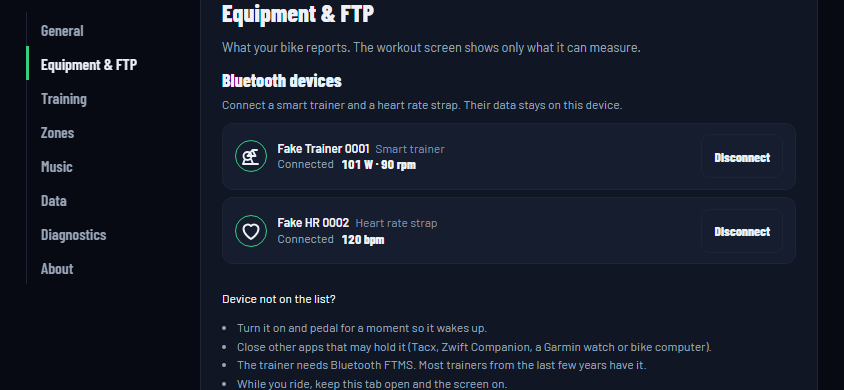 Equipment & FTP
What your bike reports. The workout screen shows only what it can measure.
General
Equipment & FTP
Training
Zones
Music
Data
Diagnostics
About
Bluetooth devices
Connect a smart trainer and a heart rate strap. Their data stays on this device.
Fake Trainer 0001 Smart trainer
Connected 101 W · 90 rpm
Disconnect
Fake HR 0002 Heart rate strap
Connected 120 bpm
Disconnect
Device not on the list?
Turn it on and pedal for a moment so it wakes up.
Close other apps that may hold it (Tacx, Zwift Companion, a Garmin watch or bike computer).
The trainer needs Bluetooth FTMS. Most trainers from the last few years have it.
While you ride, keep this tab open and the screen on.